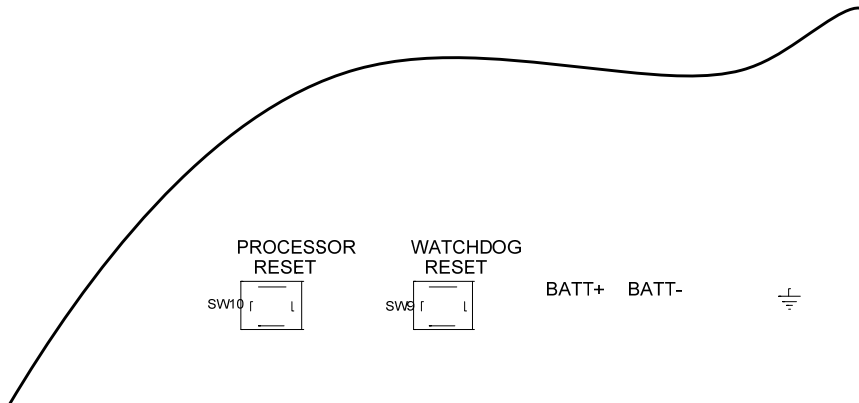 PROCESSOR
RESET
WATCHDOG
RESET
SW10
SW9
BATT+ BATT-